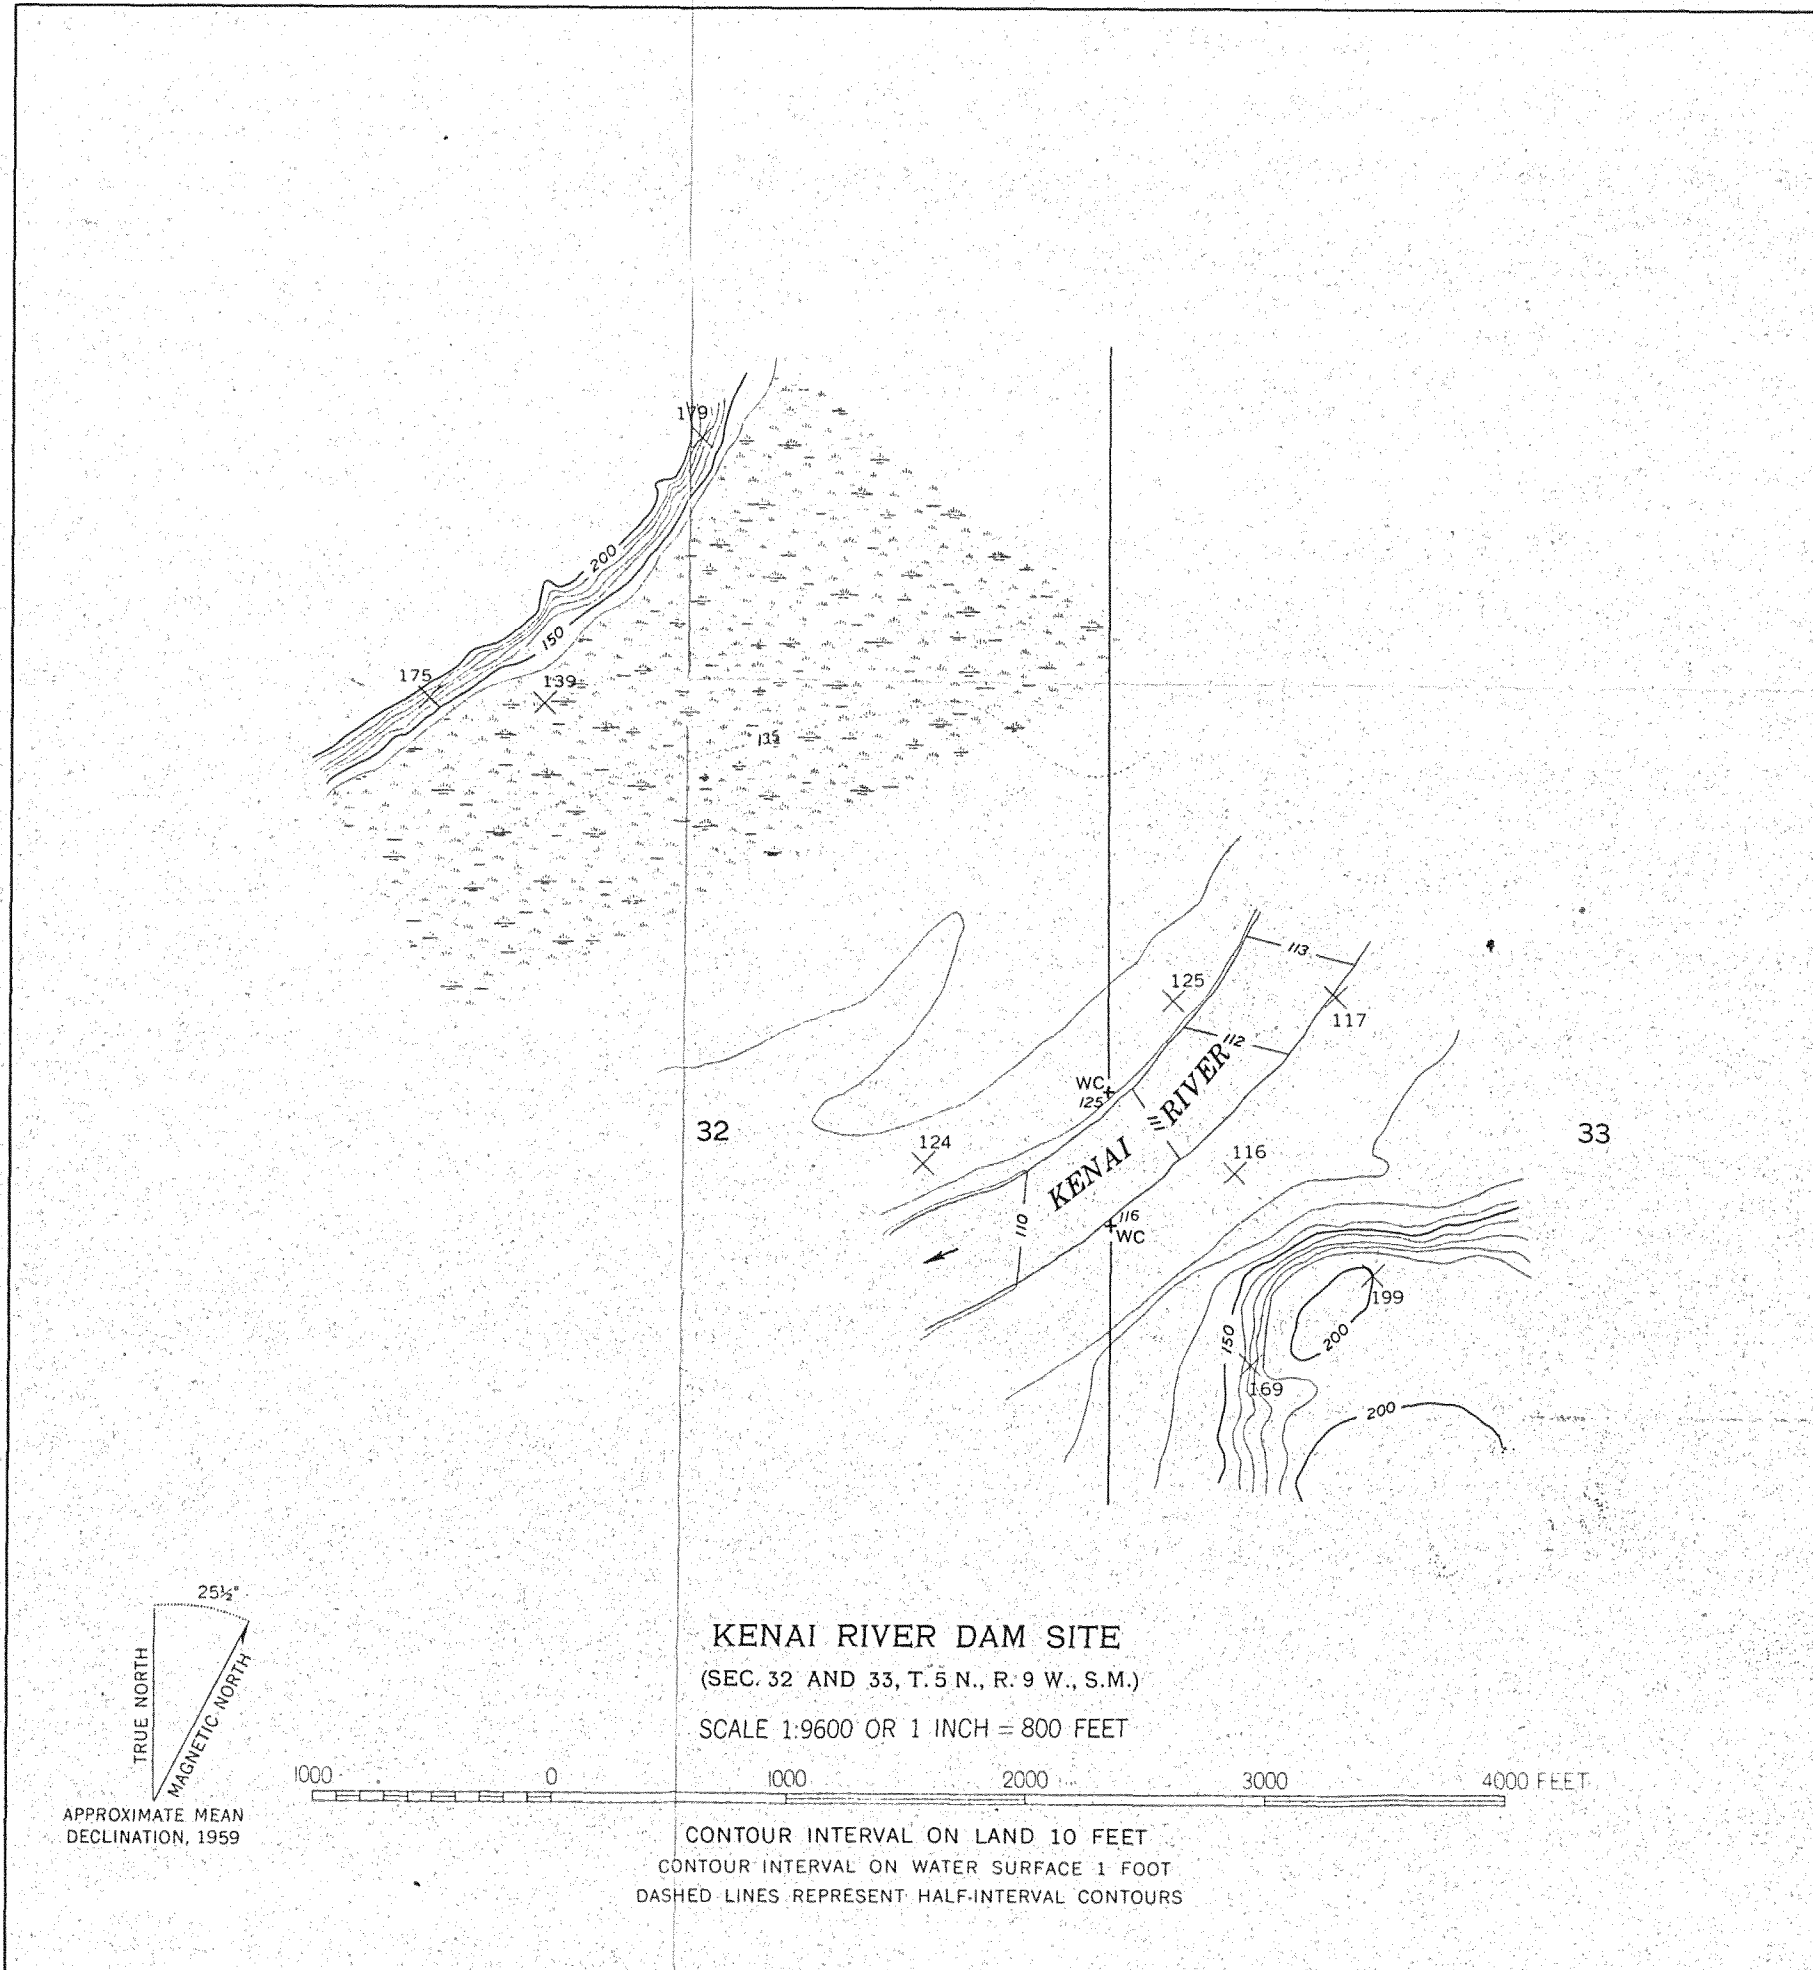 179
200
150
175
139
135
113
125
117
112
WC
125
KENAI RIVER
111
32
33
124
116
110
116
WC
199
150
200
169
200
25½°
TRUE NORTH
MAGNETIC NORTH
APPROXIMATE MEAN
DECLINATION, 1959
KENAI RIVER DAM SITE
(SEC. 32 AND 33, T. 5 N., R. 9 W., S.M.)
SCALE 1:9600 OR 1 INCH = 800 FEET
1000 0 1000 2000 3000 4000 FEET
CONTOUR INTERVAL ON LAND 10 FEET
CONTOUR INTERVAL ON WATER SURFACE 1 FOOT
DASHED LINES REPRESENT HALF-INTERVAL CONTOURS